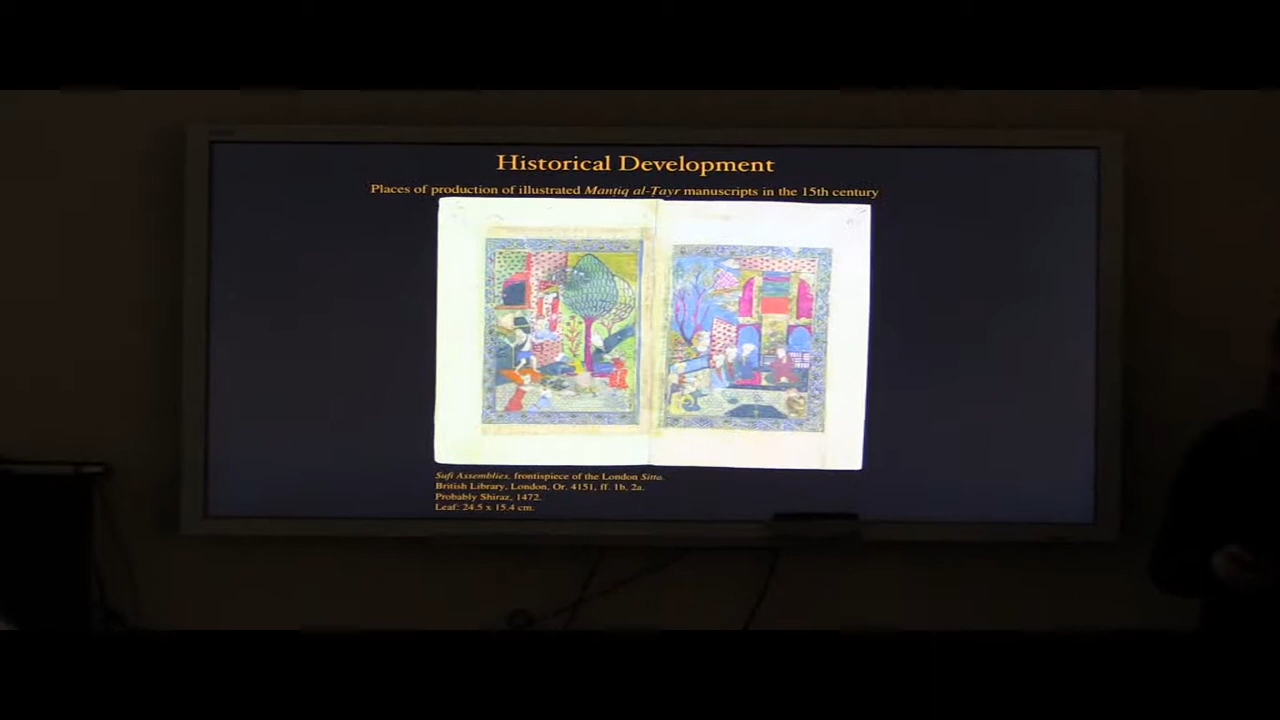 Historical Development
Places of production of illustrated Manṭiq al-Tayr manuscripts in the 15th century
Sufi Assemblies, frontispiece of the London Sitta.
British Library, London, Or. 4151, ff. 1b, 2a.
Probably Shiraz, 1472.
Leaf: 24.5 x 15.4 cm.